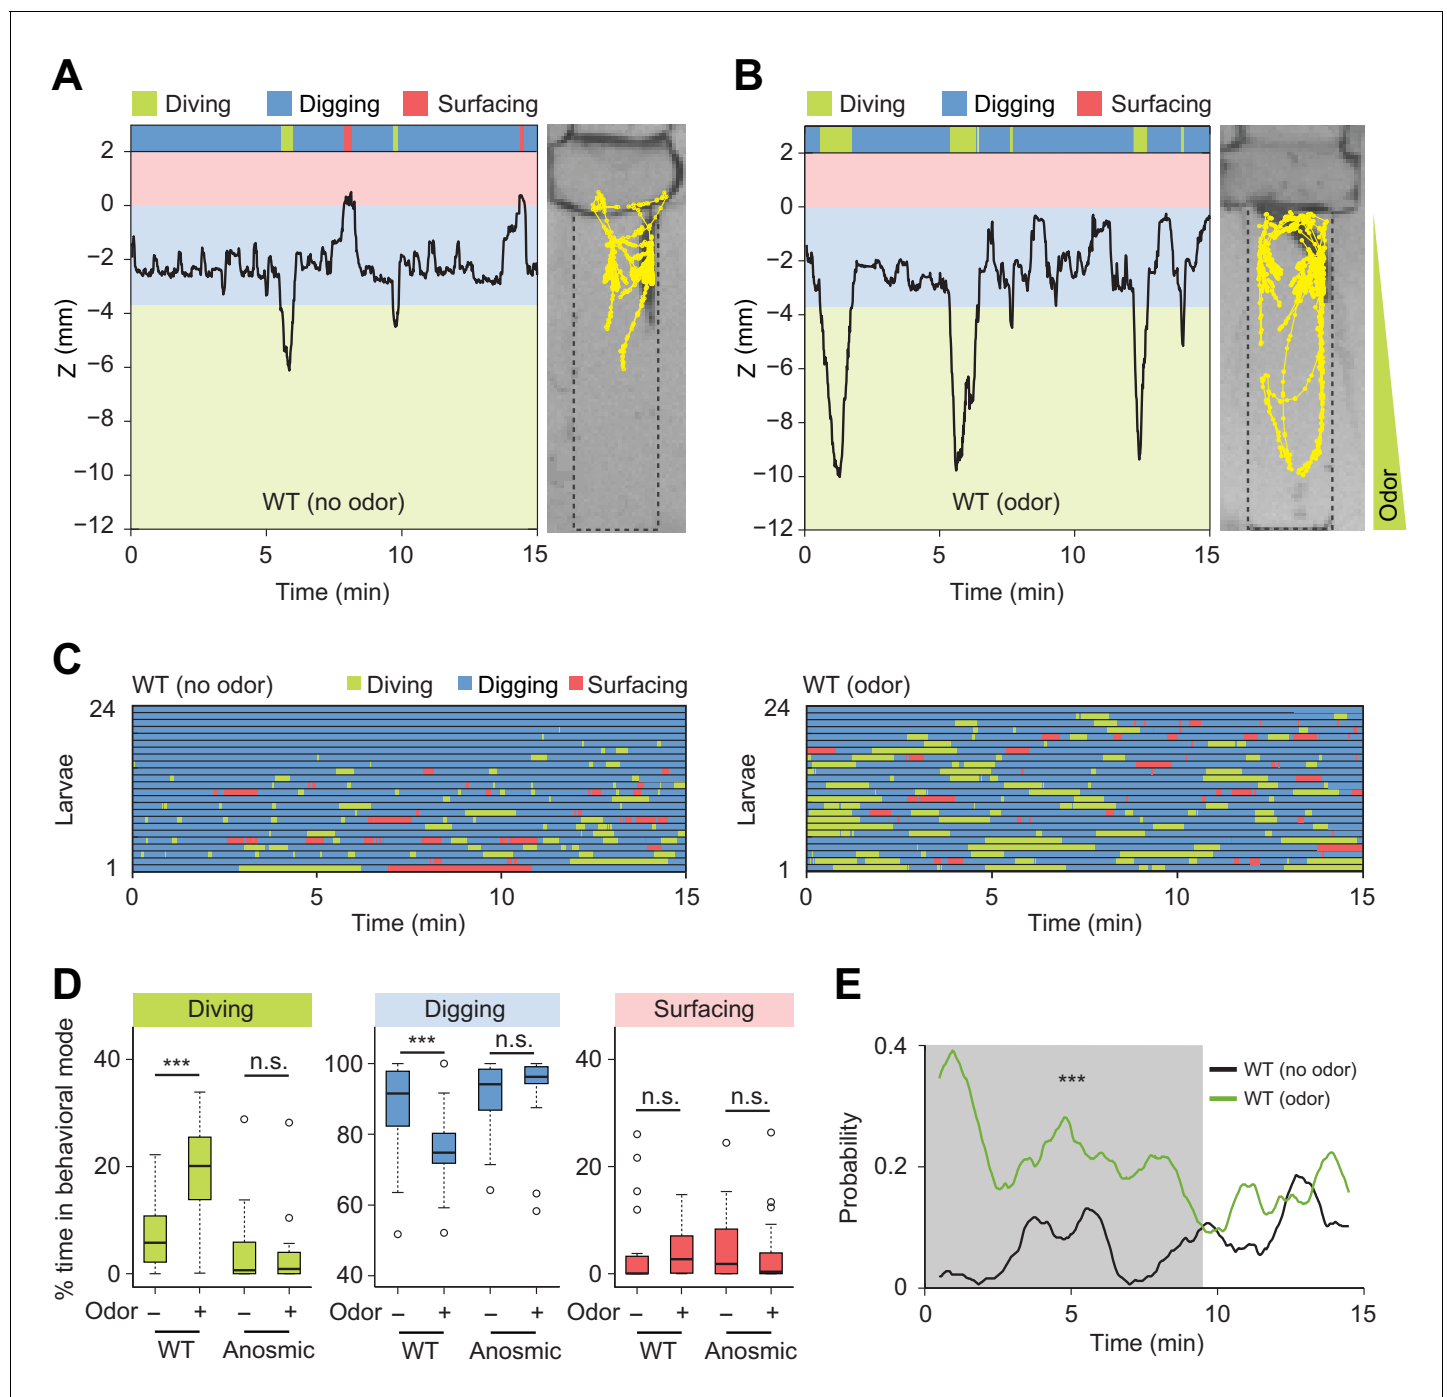 A
Diving Digging Surfacing
2
0
−2
−4
−6
−8
−10
−12
Z (mm)
WT (no odor)
0 5 10 15
Time (min)
B
Diving Digging Surfacing
2
0
−2
−4
−6
−8
−10
−12
Z (mm)
WT (odor)
0 5 10 15
Time (min)
Odor
C
WT (no odor) Diving Digging Surfacing
24
Larvae
1
0 5 10 15
Time (min)
WT (odor)
24
Larvae
1
0 5 10 15
Time (min)
D
% time in behavioral mode
Diving
40
20
0
*** n.s.
Odor – + – +
WT Anosmic
Digging
100
80
60
40
*** n.s.
– + – +
WT Anosmic
Surfacing
40
20
0
n.s. n.s.
Odor – + – +
WT Anosmic
E
0.4
0.2
0
Probability
***
WT (no odor)
WT (odor)
0 5 10 15
Time (min)